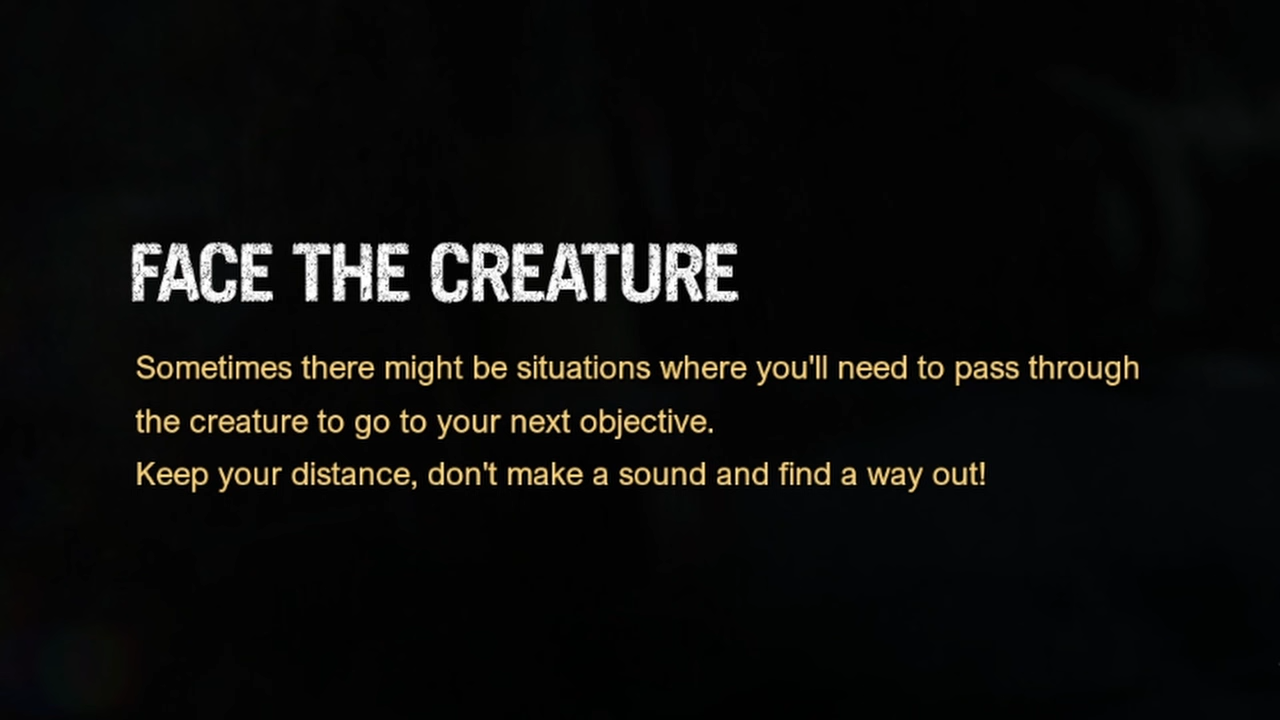 FACE THE CREATURE
Sometimes there might be situations where you'll need to pass through
the creature to go to your next objective.
Keep your distance, don't make a sound and find a way out!